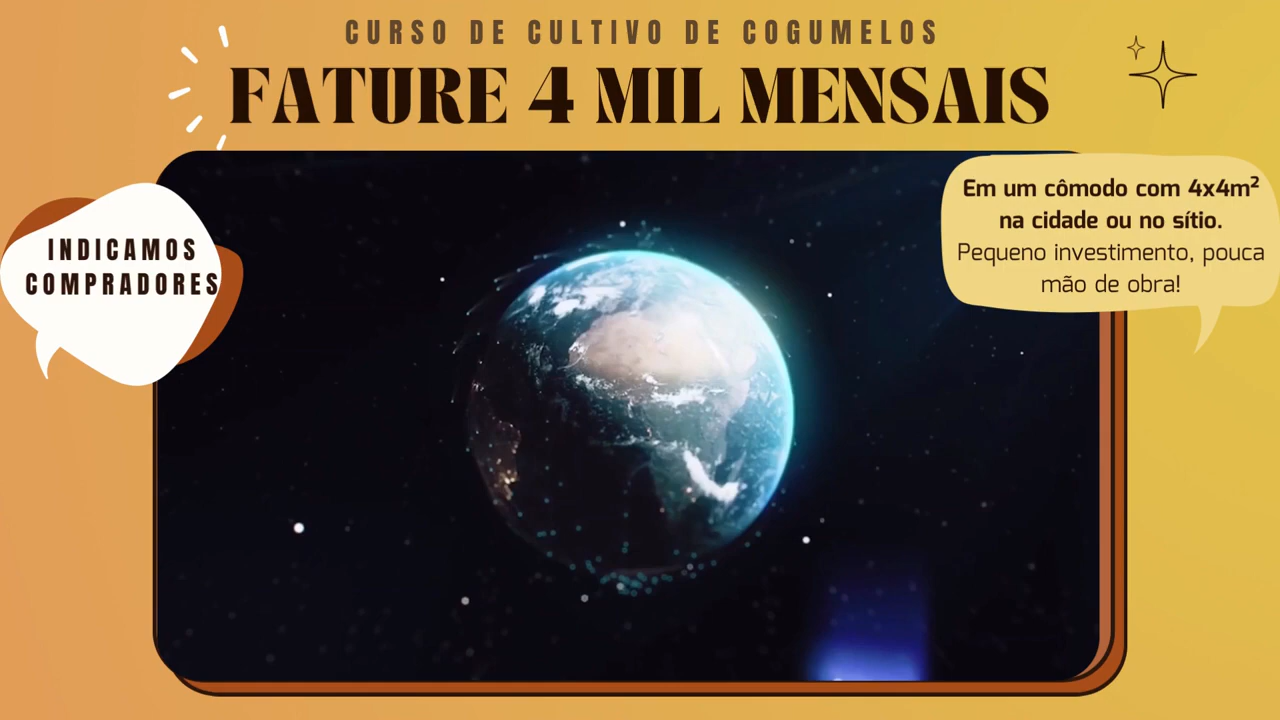 CURSO DE CULTIVO DE COGUMELOS
FATURE 4 MIL MENSAIS
INDICAMOS
COMPRADORES
Em um cômodo com 4x4m²
na cidade ou no sítio.
Pequeno investimento, pouca
mão de obra!